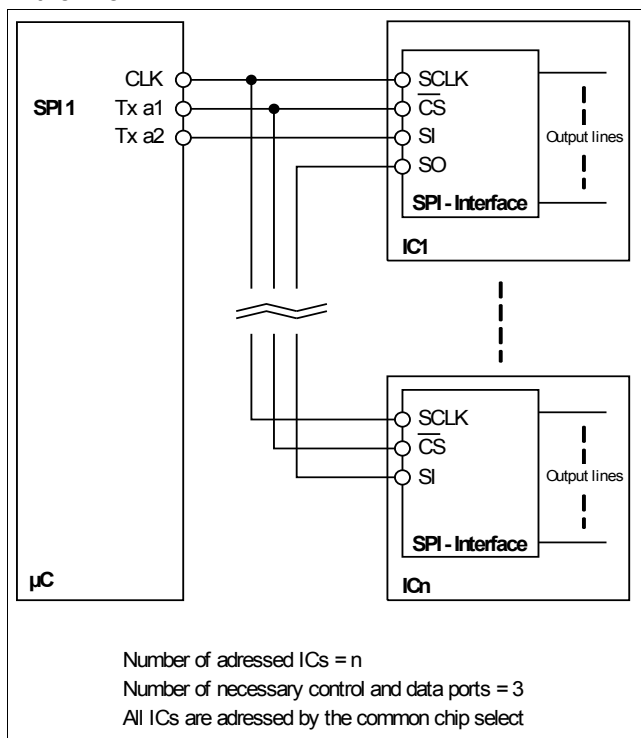 CLK
SPI 1
Tx a1
Tx a2
SCLK
CS
SI
SO
Output lines
SPI - Interface
IC1
SCLK
CS
SI
Output lines
SPI - Interface
µC
ICn
Number of adressed ICs = n
Number of necessary control and data ports = 3
All ICs are adressed by the common chip select